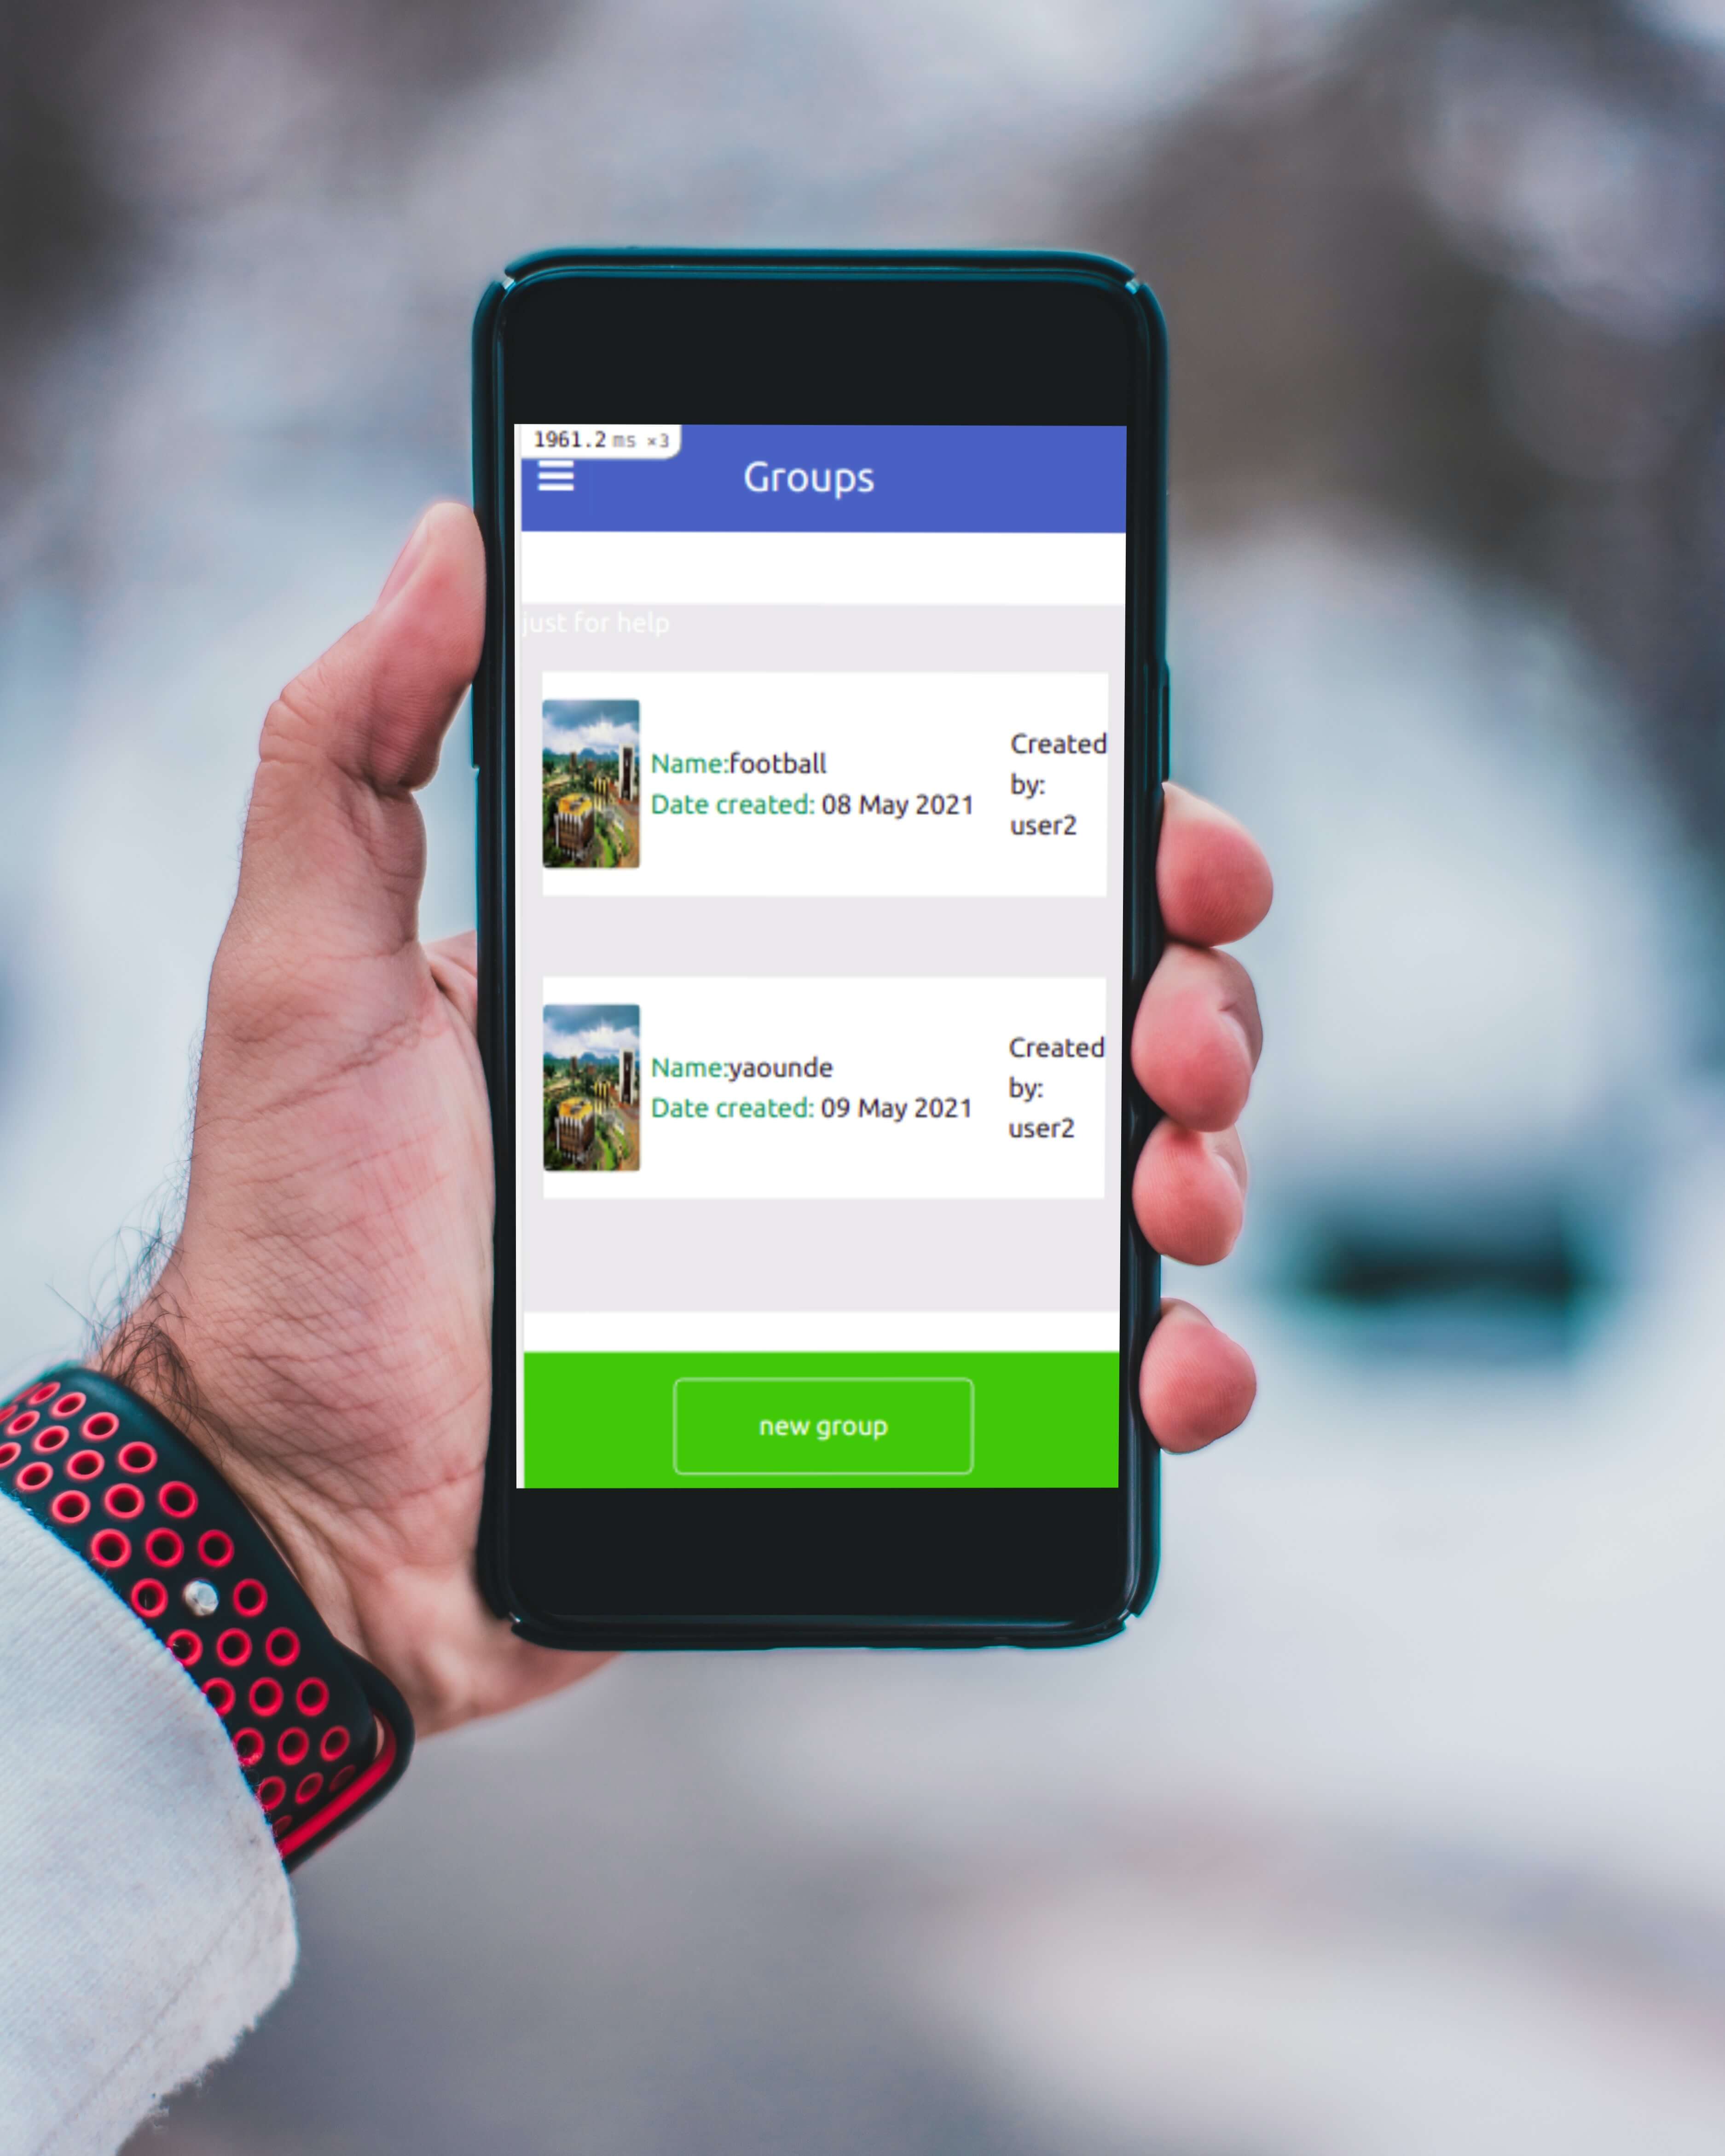 1961.2 ms ×3
Groups
just for help
Name:football
Date created: 08 May 2021
Created
by:
user2
Name:yaounde
Date created: 09 May 2021
Created
by:
user2
new group